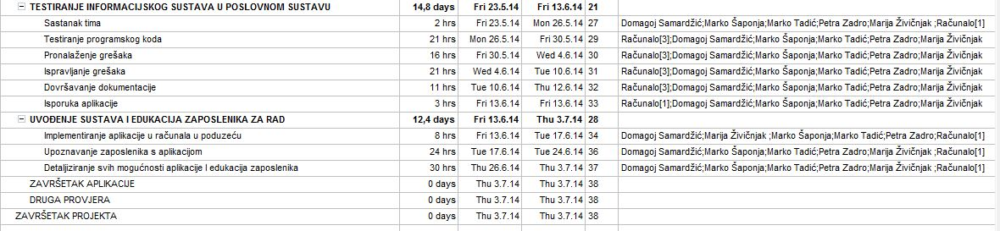 TESTIRANJE INFORMACIJSKOG SUSTAVA U POSLOVNOM SUSTAVU 14,8 days Fri 23.5.14 Fri 13.6.14 21
Sastanak tima 2 hrs Fri 23.5.14 Mon 26.5.14 27 Domagoj Samardžić;Marko Šaponja;Marko Tadić;Petra Zadro;Marija Živičnjak ;Računalo[1]
Testiranje programskog koda 21 hrs Mon 26.5.14 Fri 30.5.14 29 Računalo[3];Domagoj Samardžić;Marko Šaponja;Marko Tadić;Petra Zadro;Marija Živičnjak
Pronalaženje grešaka 16 hrs Fri 30.5.14 Wed 4.6.14 30 Računalo[3];Domagoj Samardžić;Marko Šaponja;Marko Tadić;Petra Zadro;Marija Živičnjak
Ispravljanje grešaka 21 hrs Wed 4.6.14 Tue 10.6.14 31 Računalo[3];Domagoj Samardžić;Marko Šaponja;Marko Tadić;Petra Zadro;Marija Živičnjak
Dovršavanje dokumentacije 11 hrs Tue 10.6.14 Thu 12.6.14 32 Računalo[3];Domagoj Samardžić;Marko Šaponja;Marko Tadić;Petra Zadro;Marija Živičnjak
Isporuka aplikacije 3 hrs Fri 13.6.14 Fri 13.6.14 33 Računalo[1];Domagoj Samardžić;Marko Šaponja;Marko Tadić;Petra Zadro;Marija Živičnjak
UVOĐENJE SUSTAVA I EDUKACIJA ZAPOSLENIKA ZA RAD 12,4 days Fri 13.6.14 Thu 3.7.14 28
Implementiranje aplikacije u računala u poduzeću 8 hrs Fri 13.6.14 Tue 17.6.14 34 Domagoj Samardžić;Marija Živičnjak ;Marko Šaponja;Marko Tadić;Petra Zadro;Računalo[1]
Upoznavanje zaposlenika s aplikacijom 24 hrs Tue 17.6.14 Tue 24.6.14 36 Domagoj Samardžić;Marko Šaponja;Marko Tadić;Petra Zadro;Marija Živičnjak ;Računalo[1]
Detaljziranje svih mogućnosti aplikacije I edukacija zaposlenika 30 hrs Thu 26.6.14 Thu 3.7.14 37 Domagoj Samardžić;Marko Šaponja;Marko Tadić;Petra Zadro;Marija Živičnjak ;Računalo[1]
ZAVRŠETAK APLIKACIJE 0 days Thu 3.7.14 Thu 3.7.14 38
DRUGA PROVJERA 0 days Thu 3.7.14 Thu 3.7.14 38
ZAVRŠETAK PROJEKTA 0 days Thu 3.7.14 Thu 3.7.14 38